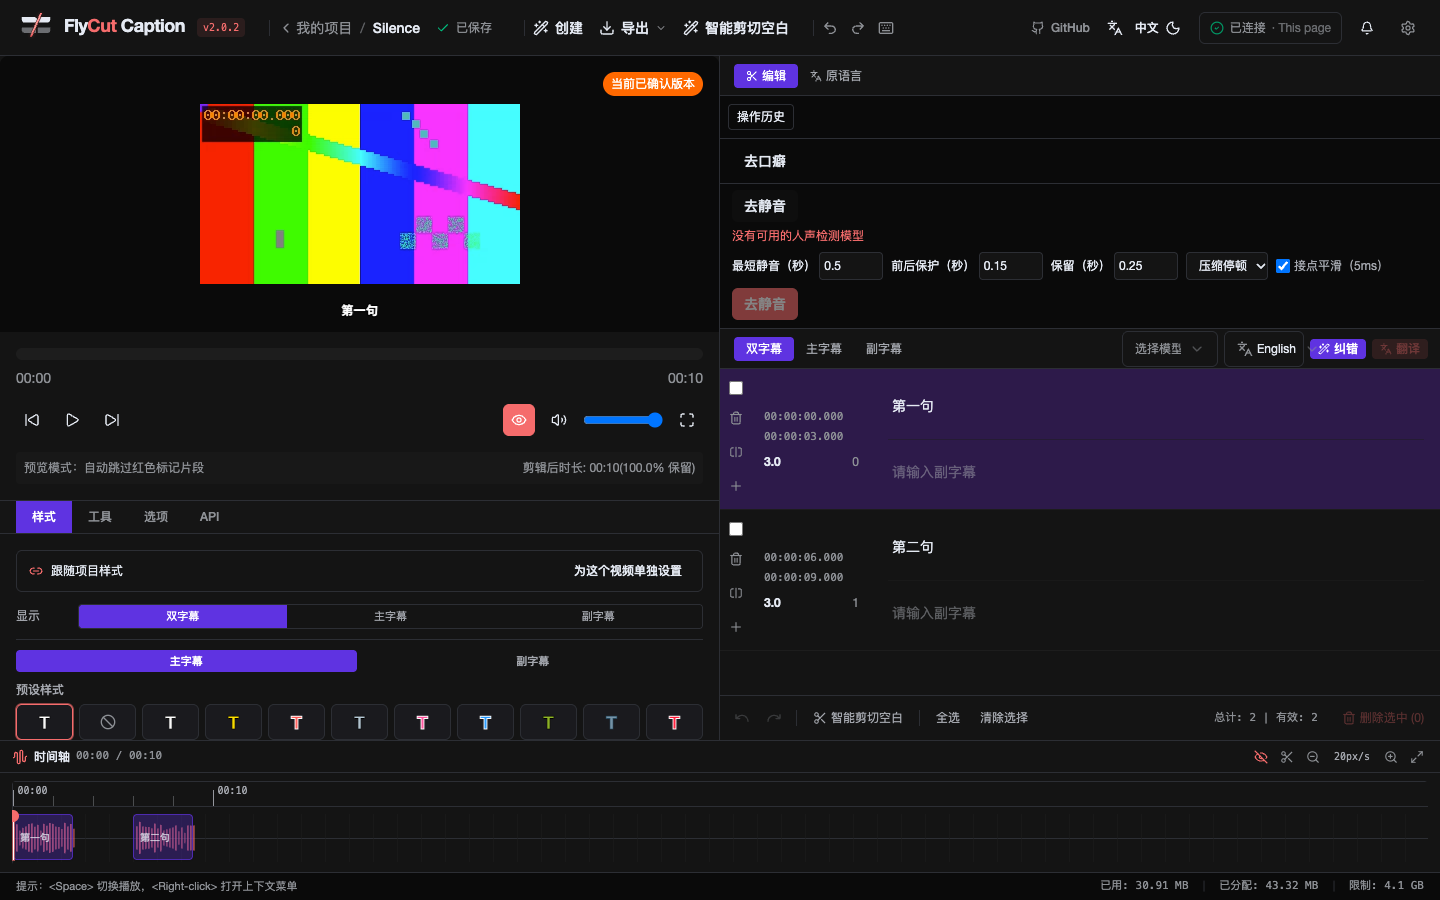 FlyCut Caption v2.0.2 我的项目 / Silence 已保存 创建 导出 智能剪切空白 GitHub 中文 已连接 · This page
当前已确认版本
00:00:00.000
0
第一句
00:00 00:10
预览模式：自动跳过红色标记片段 剪辑后时长: 00:10(100.0% 保留)
样式 工具 选项 API
跟随项目样式 为这个视频单独设置
显示 双字幕 主字幕 副字幕
主字幕 副字幕
预设样式
T T T T T T T T T T
编辑 原语言
操作历史
去口癖
去静音
没有可用的人声检测模型
最短静音（秒） 0.5 前后保护（秒） 0.15 保留（秒） 0.25 压缩停顿 接点平滑（5ms）
去静音
双字幕 主字幕 副字幕 选择模型 English 纠错 翻译
第一句
00:00:00.000
00:00:03.000
3.0 0
请输入副字幕
第二句
00:00:06.000
00:00:09.000
3.0 1
请输入副字幕
智能剪切空白 全选 清除选择 总计: 2 | 有效: 2 删除选中 (0)
时间轴 00:00 / 00:10 20px/s
00:00 00:10
第一句 第二句
提示：<Space> 切换播放，<Right-click> 打开上下文菜单 已用: 30.91 MB 已分配: 43.32 MB 限制: 4.1 GB